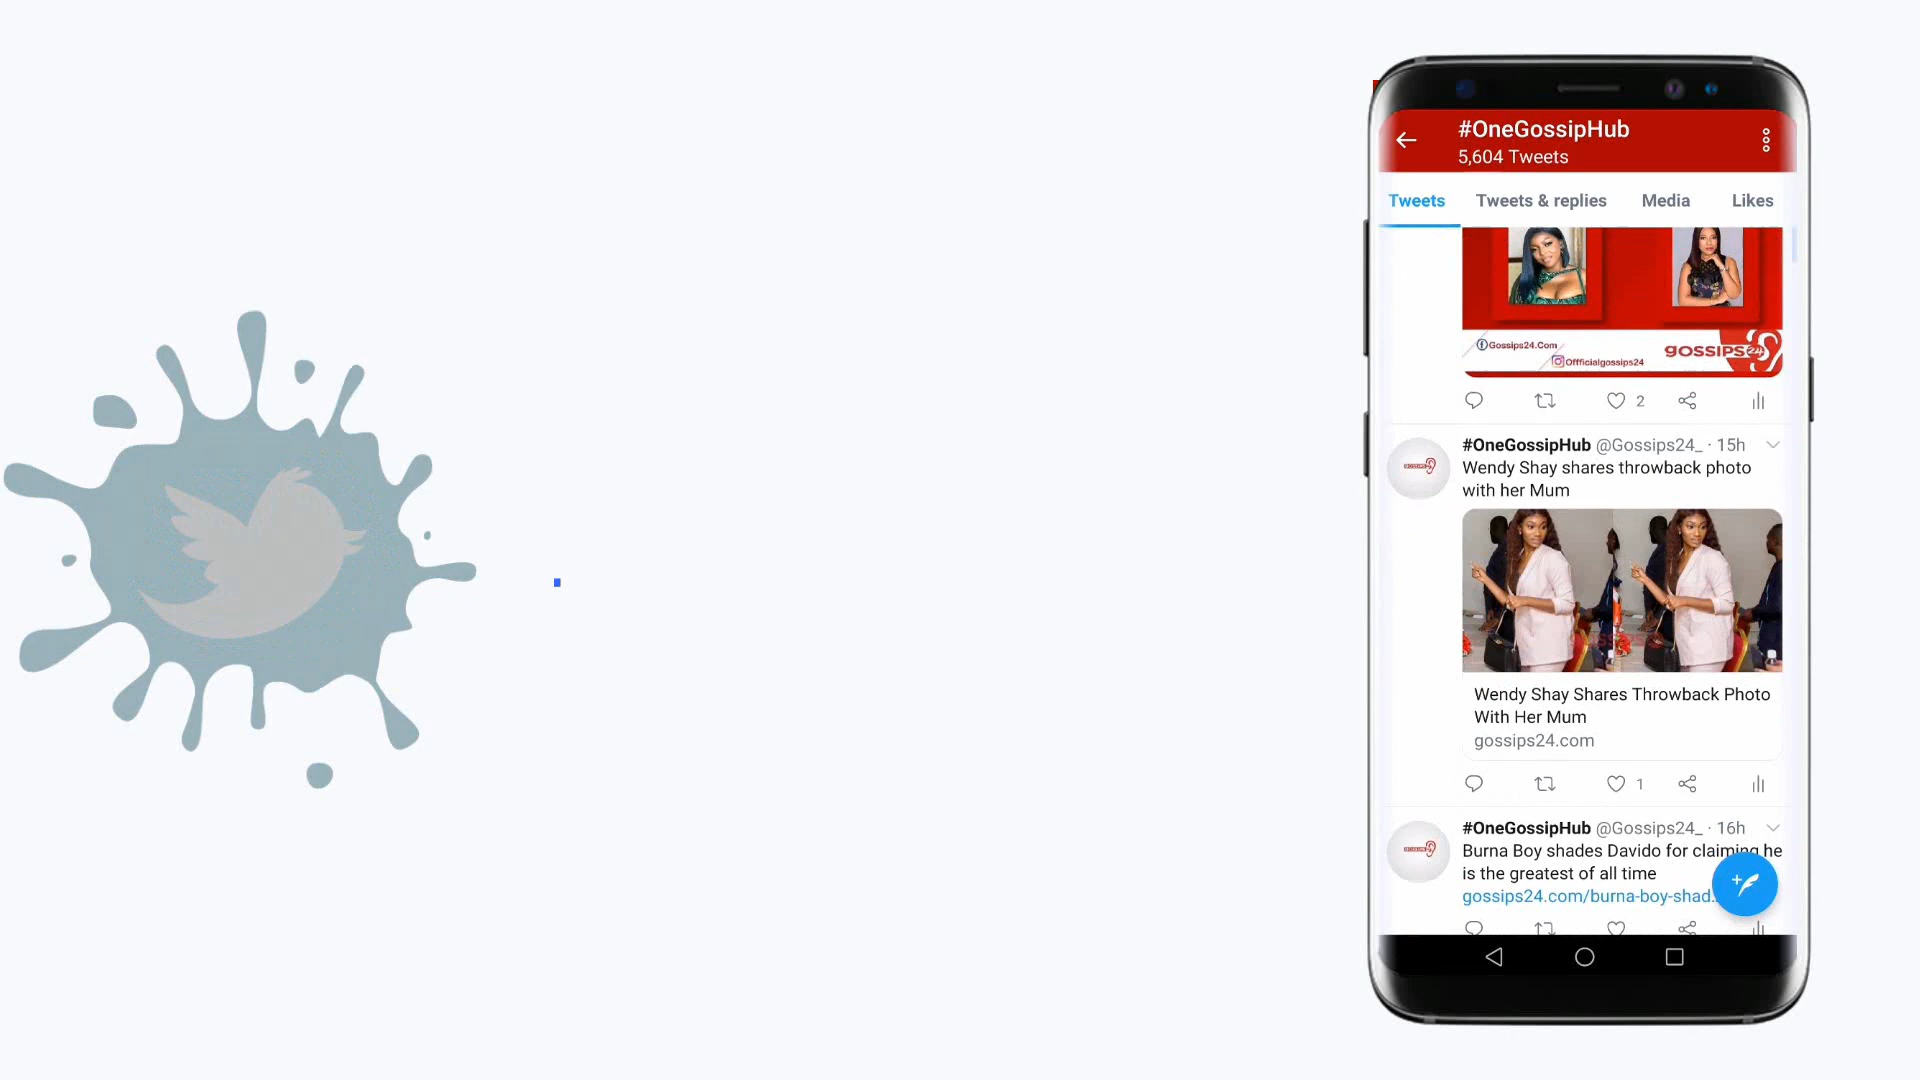 #OneGossipHub
5,604 Tweets
Tweets Tweets & replies Media Likes
Gossips24.Com
Offficialgossips24
gossips24
2
#OneGossipHub @Gossips24_ · 15h
Wendy Shay shares throwback photo
with her Mum
Wendy Shay Shares Throwback Photo
With Her Mum
gossips24.com
1
#OneGossipHub @Gossips24_ · 16h
Burna Boy shades Davido for claiming he
is the greatest of all time
gossips24.com/burna-boy-shad...